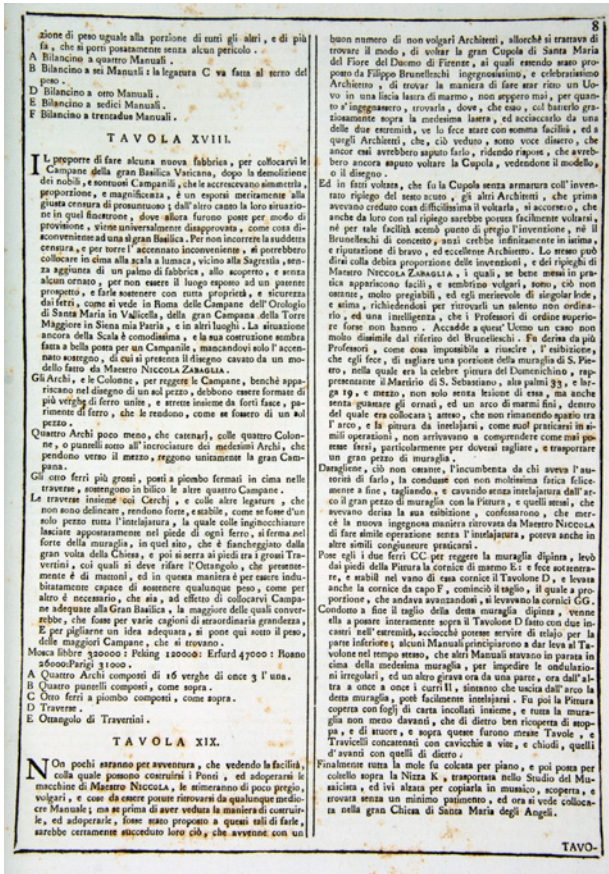 8
zione di peso uguale alla porzione di tutti gli altri, e di più
fa, che si porti posatamente senza alcun pericolo.
A Bilancino a quattro Manuali.
B Bilancino a sei Manuali: la legatura C va fatta al terzo del
peso.
D Bilancino a otto Manuali.
E Bilancino a sedici Manuali.
F Bilancino a trentadue Manuali.
TAVOLA XVIII.
IL proporre di fare alcuna nuova fabbrica, per collocarvi le
Campane della gran Basilica Vaticana, dopo la demolizione
dei nobili, e sontuosi Campanili, che le accrescevano simmetria,
proporzione, e magnificenza, è un esporsi meritamente alla
giusta censura di prosuntuoso; dall'altro canto la loro situazio-
ne in quel finestrone, dove allora furono poste per modo di
provisione, viene universalmente disapprovata, come cosa dis-
conveniente ad una sì gran Basilica. Per non incorrere la suddetta
censura, e per torre l'accennato inconveniente, si potrebbero
collocare in cima alla scala a lumaca, vicino alla Sagrestia, sen-
za aggiunta di un palmo di fabbrica, allo scoperto, e senza
alcun ornato, per non essere il luogo esposto ad un patente
prospetto, e farle sostenere con tutta proprietà, e sicurezza
dai ferri, come si vede in Roma delle Campane dell'Orologio
di Santa Maria in Vallicella, della gran Campana della Torre
Maggiore in Siena mia Patria, e in altri luoghi. La situazione
ancora della Scala è comodissima, e la sua costruzione sembra
fatta a bella posta per un Campanile, mancandovi solo l'accen-
nato sostegno, di cui si presenta il disegno cavato da un mo-
dello fatto da Maestro NICCOLA ZABAGLIA.
Gli Archi, e le Colonne, per reggere le Campane, benchè appa-
riscano nel disegno di un sol pezzo, debbono essere formate di
più verghe di ferro unite, e strette insieme da forti fasce, pa-
rimente di ferro, che le rendono, come se fossero di un sol
pezzo.
Quattro Archi poco meno, che catenarj, colle quattro Colon-
ne, o puntelli sotto all'incrociature dei medesimi Archi, che
pendono verso il mezzo, reggono unitamente la gran Cam-
pana.
Gli otto ferri più grossi, posti a piombo fermati in cima nelle
traverse, sostengono in bilico le altre quattro Campane.
Le traverse insieme coi Cerchj, e colle altre legature, che
non sono delineate, rendono forte, e stabile, come se fosse d'un
solo pezzo tutta l'intelajatura, la quale colle inginocchiature
lasciate appostatamente nel piede di ogni ferro, si ferma nel
forte della muraglia, in quel sito, che è fiancheggiato dalla
gran volta della Chiesa, e poi si serra ai piedi tra i grossi Tra-
vertini, coi quali si deve rifare l'Ottangolo, che presente-
mente è di mattoni, ed in questa maniera è per essere indu-
bitatamente capace di sostenere qualunque peso, come per
altro è necessario, che sia, ad effetto di collocarvi Campa-
ne adequate alla Gran Basilica, la maggiore delle quali conver-
rebbe, che fosse per varie cagioni di straordinaria grandezza.
E per pigliarne un idea adequata, si pone qui sotto il peso,
delle maggiori Campane, che si trovano.
Mosca libbre 320000: Peking 120000: Erfurd 47000: Roano
26000: Parigi 31000.
A Quattro Archi composti di 16 verghe di once 3 l'una.
B Quattro puntelli composti, come sopra.
C Otto ferri a piombo composti, come sopra.
D Traverse.
E Ottangolo di Travertini.
TAVOLA XIX.
NOn pochi saranno per avventura, che vedendo la facilità,
colla quale possono costruirsi i Ponti, ed adoperarsi le
macchine di Maestro NICCOLA, le stimeranno di poco pregio,
volgari, e cose da essere potute ritrovarsi da qualunque medio-
cre Manuale; ma se prima di aver veduta la maniera di costruir-
le, ed adoperarle, fosse stato proposto a questi tali di farle,
sarebbe certamente succeduto loro ciò, che avvenne con un
buon numero di non volgari Architetti, allorchè si trattava di
trovare il modo, di voltar la gran Cupola di Santa Maria
del Fiore del Duomo di Firenze, ai quali essendo stato pro-
posto da Filippo Brunelleschi ingegnosissimo, e celebratissimo
Architetto, di trovar la maniera di fare star ritto un Uo-
vo in una liscia lastra di marmo, non seppero mai, per quan-
to s'ingegnassero, trovarla, dove, che esso, col batterlo gra-
ziosamente sopra la medesima lastra, ed acciaccarlo da una
delle due estremità, ve lo fece stare con somma facilità, ed a
quegli Architetti, che, ciò veduto, sotto voce dissero, che
ancor essi avrebbero saputo farlo, ridendo rispose, che avreb-
bero ancora saputo voltare la Cupola, vedendone il modello,
o il disegno.
Ed in fatti voltata, che fu la Cupola senza armatura coll'inven-
tato ripiego del sesto acuto, gli altri Architetti, che prima
avevano creduto cosa difficilissima il voltarla, si accorsero, che
anche da loro con tal ripiego sarebbe potuta facilmente voltarsi,
nè per tale facilità scemò punto di pregio l'invenzione, nè il
Brunelleschi di concetto, anzi crebbe infinitamente in istima,
e riputazione di bravo, ed eccellente Architetto. Lo stesso può
dirsi colla debita proporzione delle invenzioni, e dei ripieghi di
Maestro NICCOLA ZABAGLIA, i quali, se bene messi in pra-
tica appariscono facili, e sembrino volgari, sono, ciò non
ostante, molto pregiabili, ed egli meritevole di singolar lode,
e stima, richiedendosi per ritrovarli un talento non ordina-
rio, ed una intelligenza, che i Professori di ordine superio-
re forse non hanno. Accadde a quest'Uomo un caso non
molto dissimile dal riferito del Brunelleschi. Fu derisa da più
Professori, come cosa impossibile a riuscire, l'esibizione,
che egli fece, di tagliare una porzione della muraglia di S. Pie-
tro, nella quale era la celebre pittura del Domenichino, rap-
presentante il Martirio di S. Sebastiano, alta palmi 33, e lar-
ga 19, e mezzo, non solo senza lesione di essa, ma anche
senza guastare gli ornati, ed un arco di marmi fini, dentro
del quale era collocata; atteso, che non rimanendo spazio tra
l'arco, e la pittura da intelajarsi, come suol praticarsi in si-
mili operazioni, non arrivavano a comprendere come mai po-
tesse farsi, particolarmente per doversi tagliare, e trasportare
un gran pezzo di muraglia.
Datagliene, ciò non ostante, l'incumbenza da chi aveva l'au-
torità di farlo, la condusse con non moltissima fatica felice-
mente a fine, tagliando, e cavando senza intelajatura dall'ar-
co il gran pezzo di muraglia con la Pittura, e quelli stessi, che
avevano derisa la sua esibizione, confessarono, che mer-
cè la nuova ingegnosa maniera ritrovata da Maestro NICCOLA
di fare simile operazione senza l'intelajatura, poteva anche in
altre simili congiunture praticarsi.
Pose egli i due ferri CC per reggere la muraglia dipinta, levò
dai piedi della Pittura la cornice di marmo E: e fece sottentra-
re, e stabilì nel vano di essa cornice il Tavolone D, e levata
anche la cornice da capo F, cominciò il taglio, il quale a pro-
porzione, che andava avanzandosi, si levavano le cornici GG.
Condotto a fine il taglio della detta muraglia dipinta, venne
ella a posare interamente sopra il Tavolone D fatto con due in-
castri nell'estremità, acciocchè potesse servire di telajo per la
parte inferiore; alcuni Manuali principiarono a dar leva al Ta-
volone nel tempo stesso, che altri Manuali stavano in parata in
cima della medesima muraglia, per impedire le ondulazio-
ni irregolari, ed un altro girava ora da una parte, ora dall'al-
tra a once a once i curri II, sintanto che uscita dall'arco la
detta muraglia, potè facilmente intelajarsi. Fu poi la Pittura
coperta con foglj di carta incollati insieme, e tutta la mura-
glia non meno davanti, che di dietro ben ricoperta di stop-
pa, e di stuore, e sopra queste furono messe Tavole, e
Travicelli concatenati con cavicchie a vite, e chiodi, quelli
d'avanti con quelli di dietro.
Finalmente tutta la mole fu colcata per piano, e poi posta per
coltello sopra la Nizza K, trasportata nello Studio del Mu-
saicista, ed ivi alzata per copiarla in musaico, scoperta, e
trovata senza un minimo patimento, ed ora si vede colloca-
ta nella gran Chiesa di Santa Maria degli Angeli.
TAVO-